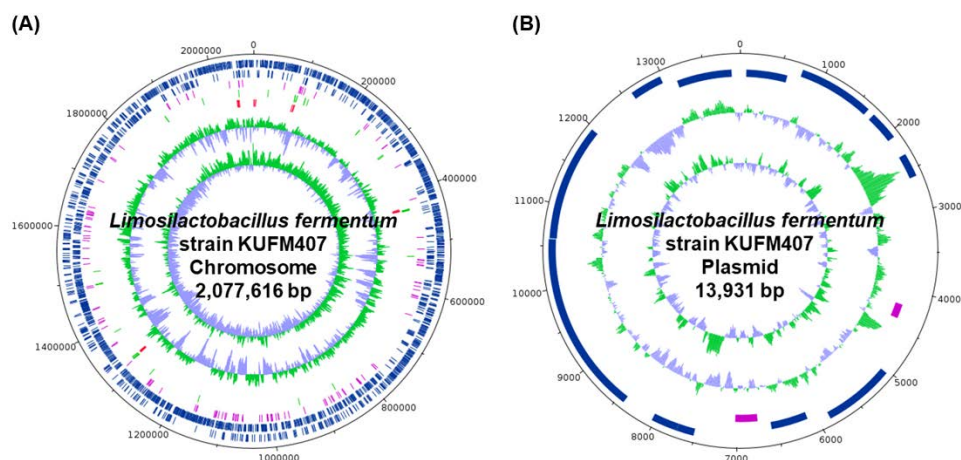 (A)
0
200000
400000
600000
800000
1000000
1200000
1400000
1600000
1800000
2000000
Limosilactobacillus fermentum
strain KUFM407
Chromosome
2,077,616 bp
(B)
0
1000
2000
3000
4000
5000
6000
7000
8000
9000
10000
11000
12000
13000
Limosilactobacillus fermentum
strain KUFM407
Plasmid
13,931 bp